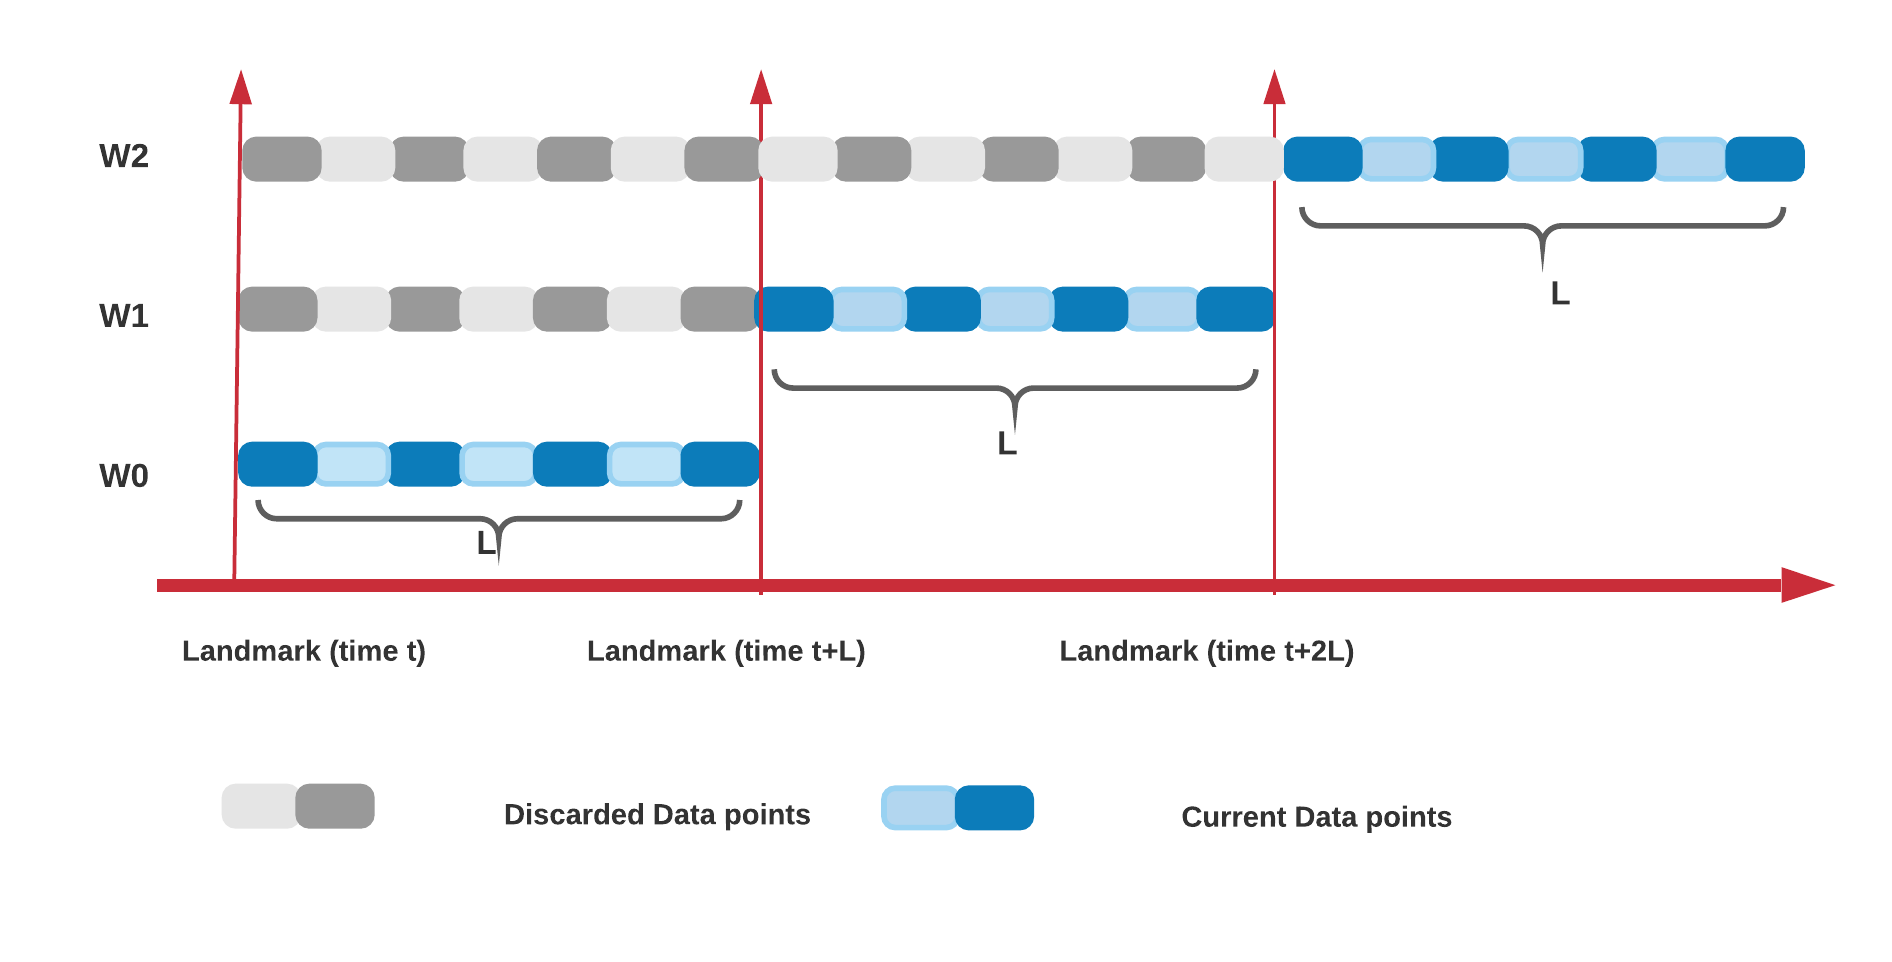 W2
L
W1
L
W0
L
Landmark (time t)
Landmark (time t+L)
Landmark (time t+2L)
Discarded Data points
Current Data points